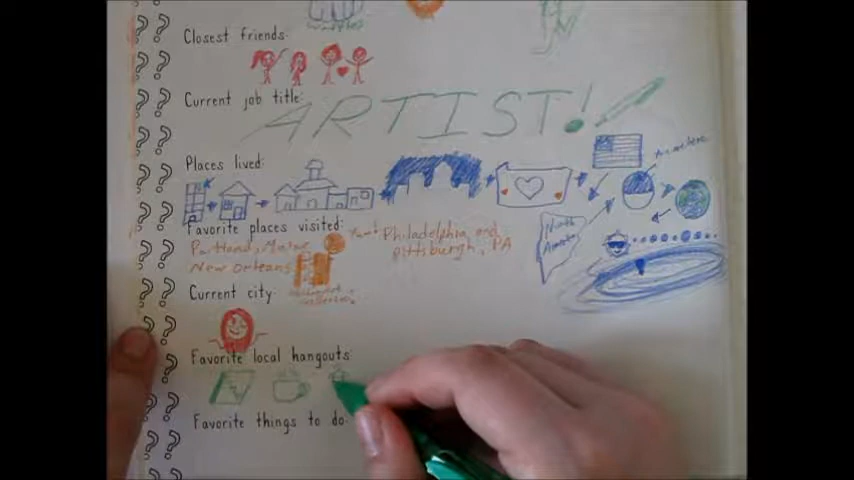 Closest friends:
Current job title:
ARTIST!
Places lived:
Favorite places visited:
Portland, Maine
New Orleans
Yum!
Philadelphia and
Pittsburgh, PA
North
America
Current city:
Favorite local hangouts
Favorite things to do: